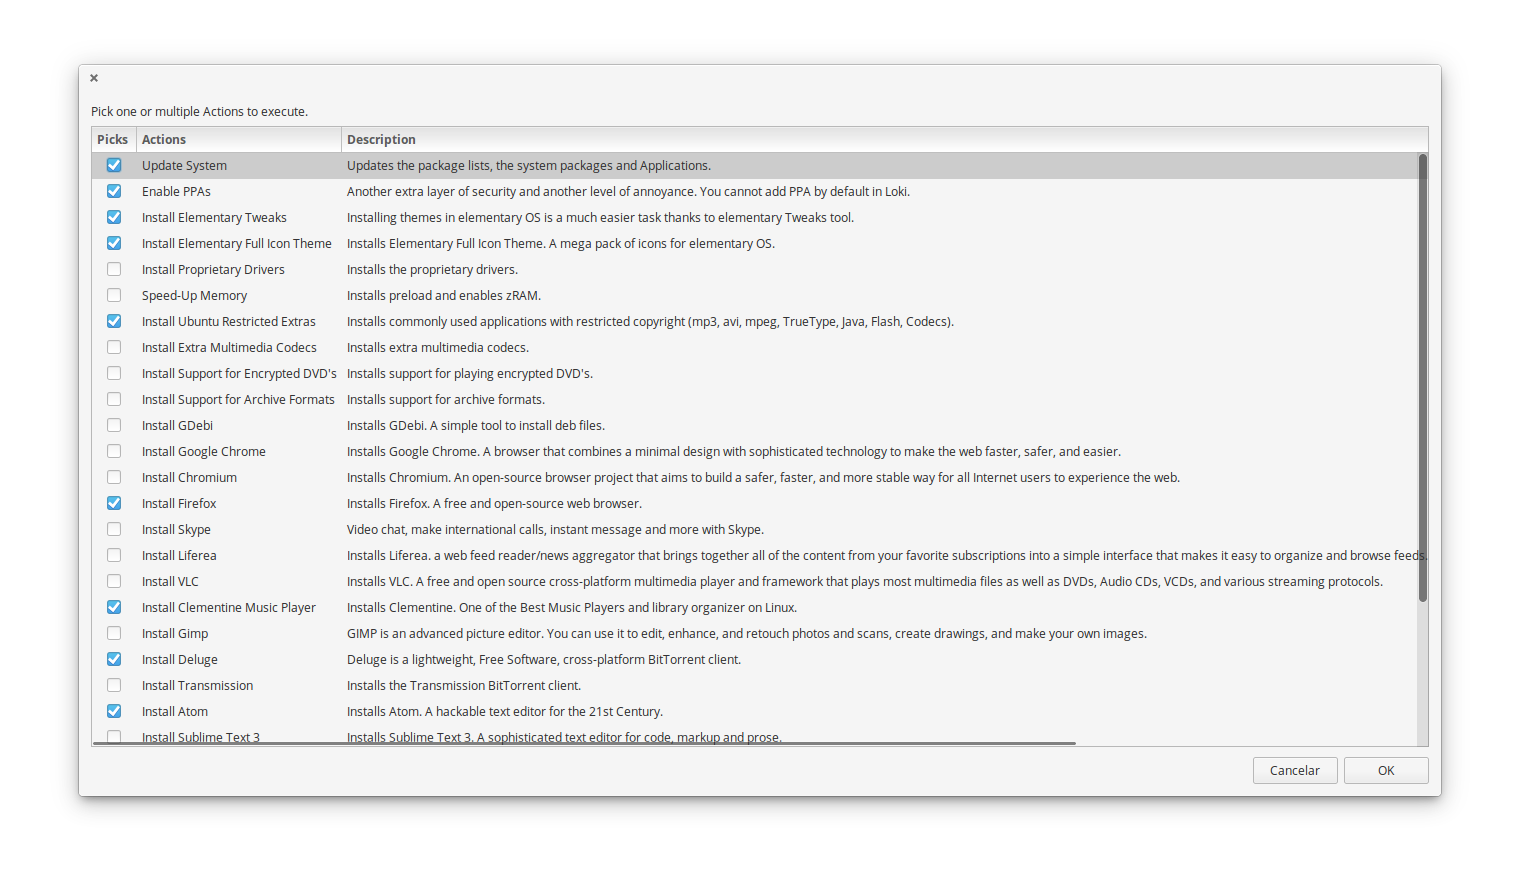 Pick one or multiple Actions to execute.
Picks Actions Description
Update System Updates the package lists, the system packages and Applications.
Enable PPAs Another extra layer of security and another level of annoyance. You cannot add PPA by default in Loki.
Install Elementary Tweaks Installing themes in elementary OS is a much easier task thanks to elementary Tweaks tool.
Install Elementary Full Icon Theme Installs Elementary Full Icon Theme. A mega pack of icons for elementary OS.
Install Proprietary Drivers Installs the proprietary drivers.
Speed-Up Memory Installs preload and enables zRAM.
Install Ubuntu Restricted Extras Installs commonly used applications with restricted copyright (mp3, avi, mpeg, TrueType, Java, Flash, Codecs).
Install Extra Multimedia Codecs Installs extra multimedia codecs.
Install Support for Encrypted DVD's Installs support for playing encrypted DVD's.
Install Support for Archive Formats Installs support for archive formats.
Install GDebi Installs GDebi. A simple tool to install deb files.
Install Google Chrome Installs Google Chrome. A browser that combines a minimal design with sophisticated technology to make the web faster, safer, and easier.
Install Chromium Installs Chromium. An open-source browser project that aims to build a safer, faster, and more stable way for all Internet users to experience the web.
Install Firefox Installs Firefox. A free and open-source web browser.
Install Skype Video chat, make international calls, instant message and more with Skype.
Install Liferea Installs Liferea. a web feed reader/news aggregator that brings together all of the content from your favorite subscriptions into a simple interface that makes it easy to organize and browse feeds.
Install VLC Installs VLC. A free and open source cross-platform multimedia player and framework that plays most multimedia files as well as DVDs, Audio CDs, VCDs, and various streaming protocols.
Install Clementine Music Player Installs Clementine. One of the Best Music Players and library organizer on Linux.
Install Gimp GIMP is an advanced picture editor. You can use it to edit, enhance, and retouch photos and scans, create drawings, and make your own images.
Install Deluge Deluge is a lightweight, Free Software, cross-platform BitTorrent client.
Install Transmission Installs the Transmission BitTorrent client.
Install Atom Installs Atom. A hackable text editor for the 21st Century.
Install Sublime Text 3 Installs Sublime Text 3. A sophisticated text editor for code, markup and prose.
Cancelar OK